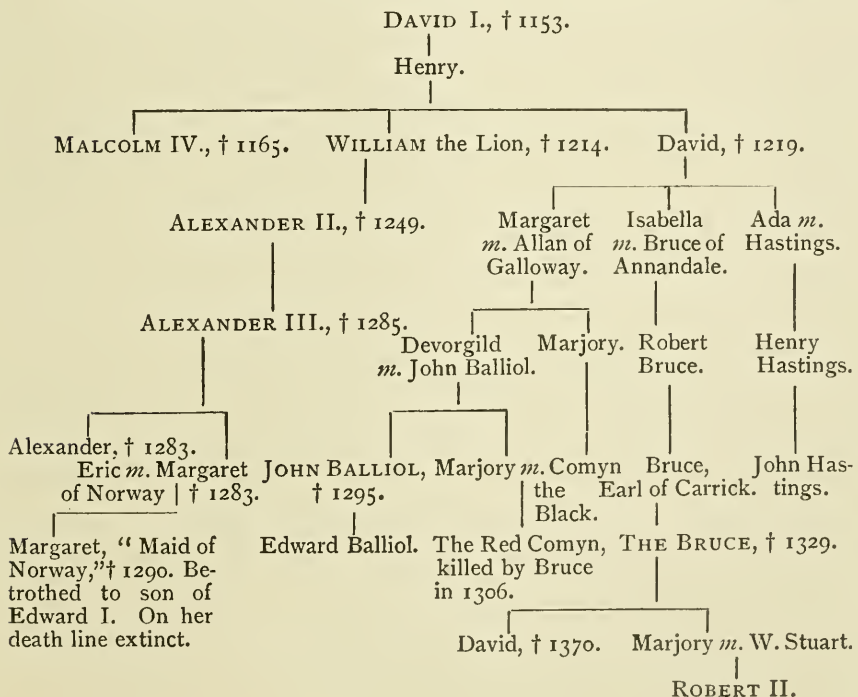 DAVID I., † 1153.
Henry.
MALCOLM IV., † 1165. WILLIAM the Lion, † 1214. David, † 1219.
ALEXANDER II., † 1249.
Margaret
m. Allan of
Galloway.
Isabella
m. Bruce of
Annandale.
Ada m.
Hastings.
ALEXANDER III., † 1285.
Devorgild
m. John Balliol.
Marjory.
Robert
Bruce.
Henry
Hastings.
Alexander, † 1283.
Eric m. Margaret
of Norway | † 1283.
JOHN BALLIOL,
† 1295.
Marjory m. Comyn
the
Black.
Bruce,
Earl of Carrick.
John Has-
tings.
Margaret, “ Maid of
Norway,”† 1290. Be-
trothed to son of
Edward I. On her
death line extinct.
Edward Balliol.
The Red Comyn,
killed by Bruce
in 1306.
THE BRUCE, † 1329.
David, † 1370. Marjory m. W. Stuart.
ROBERT II.